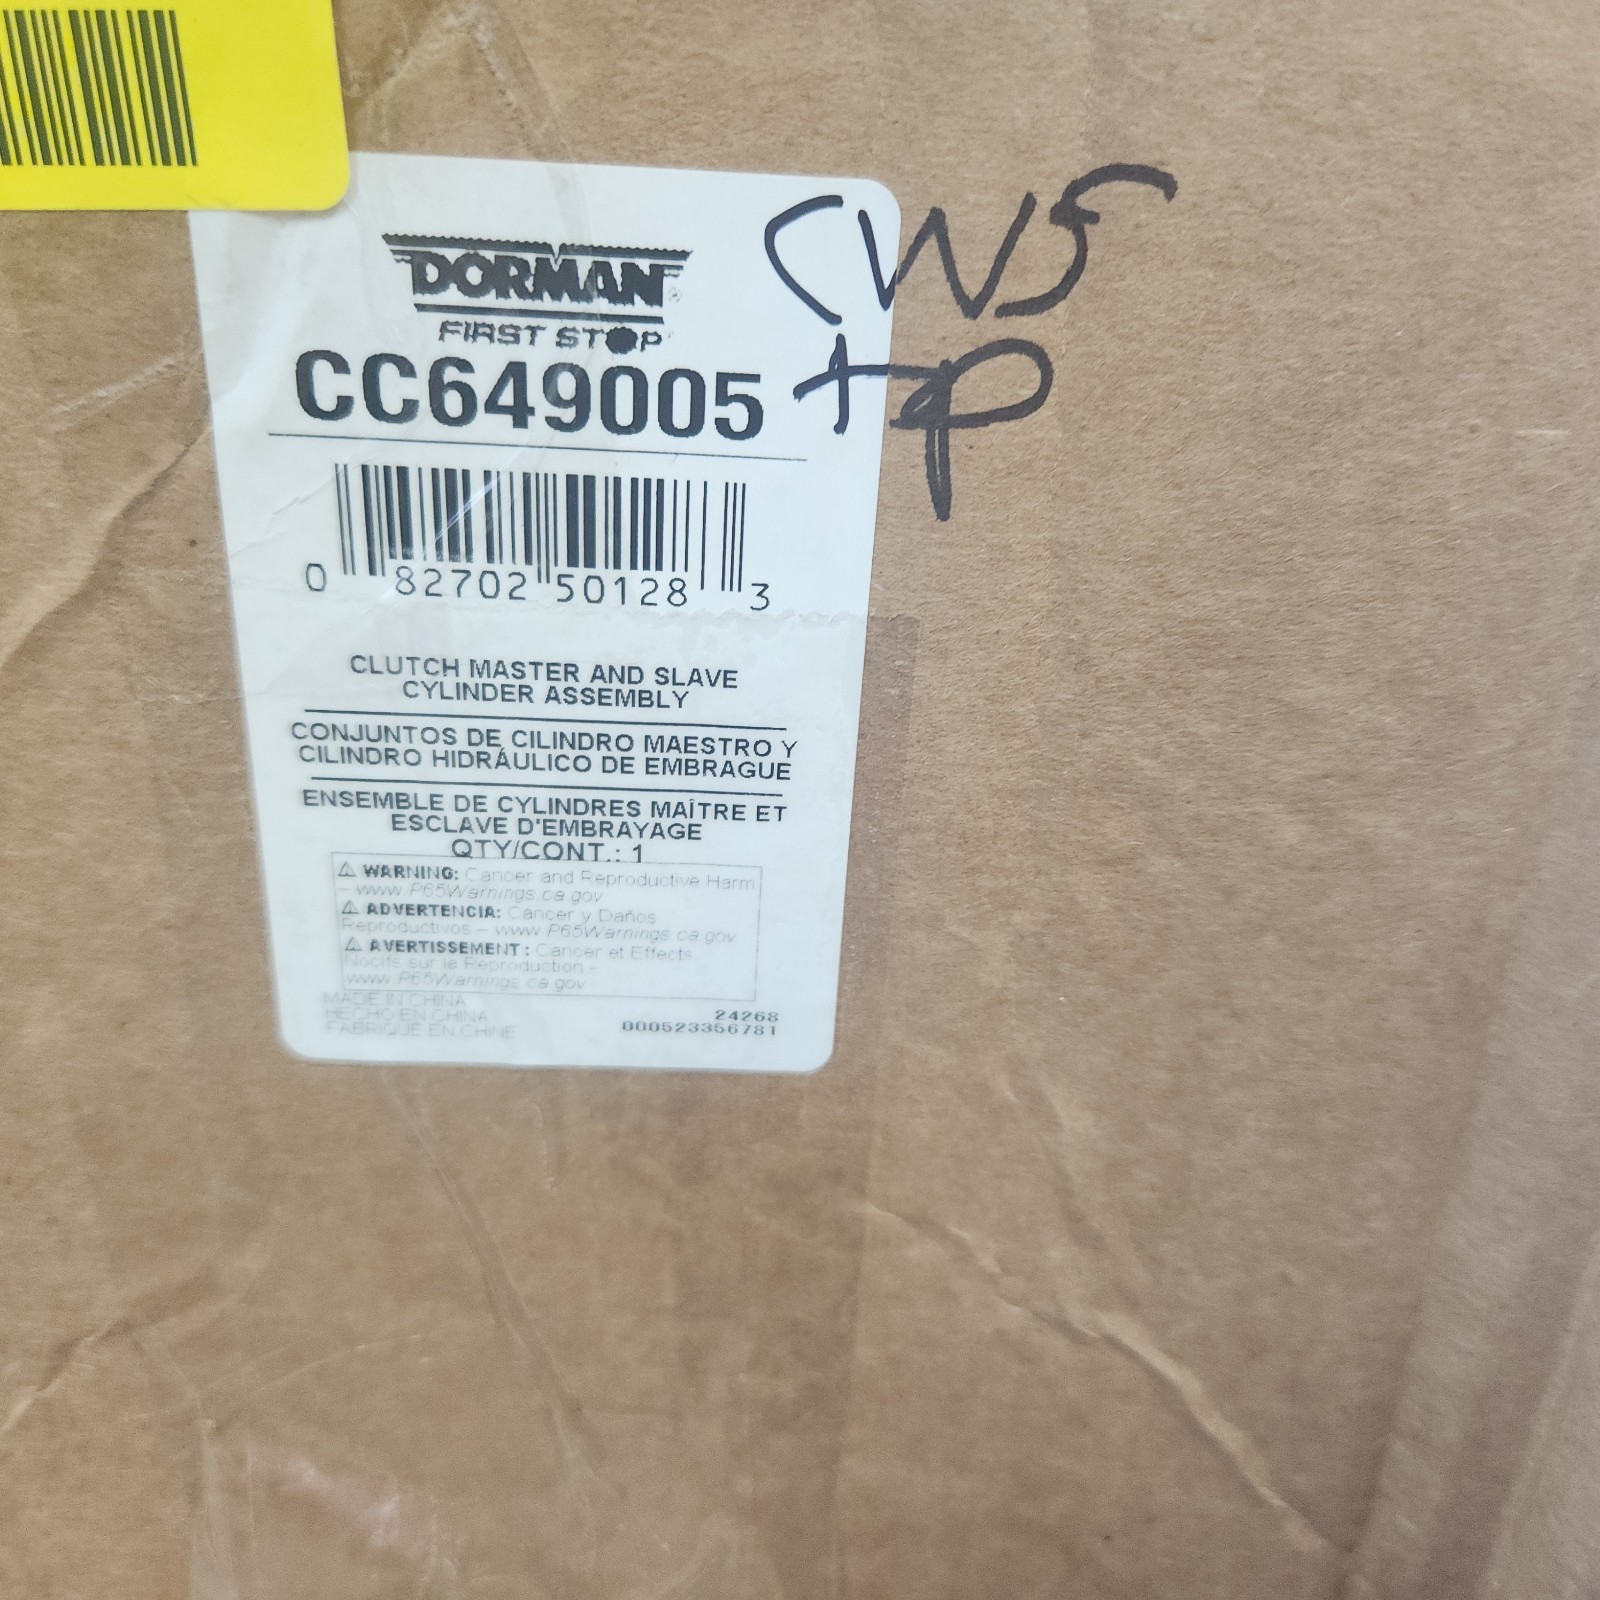 DORMAN®
FIRST STOP
CC649005
0 82702 50128 3
CLUTCH MASTER AND SLAVE
CYLINDER ASSEMBLY
CONJUNTOS DE CILINDRO MAESTRO Y
CILINDRO HIDRÁULICO DE EMBRAGUE
ENSEMBLE DE CYLINDRES MAÎTRE ET
ESCLAVE D'EMBRAYAGE
QTY/CONT.: 1
⚠ WARNING: Cancer and Reproductive Harm
– www P65Warnings.ca.gov
⚠ ADVERTENCIA: Cáncer y Daños
Reproductivos – www P65Warnings ca gov
⚠ AVERTISSEMENT : Cancer et Effects
Nocifs sur la Reproduction –
www P65Warnings ca gov
MADE IN CHINA
HECHO EN CHINA
FABRIQUÉ EN CHINE
24268
000523356781